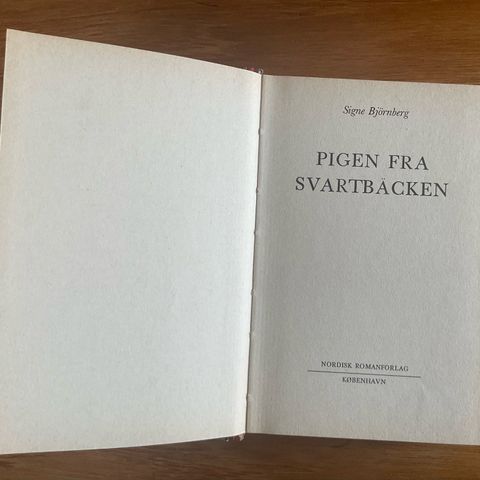 Signe Björnberg
PIGEN FRA
SVARTBÄCKEN
NORDISK ROMANFORLAG
KØBENHAVN